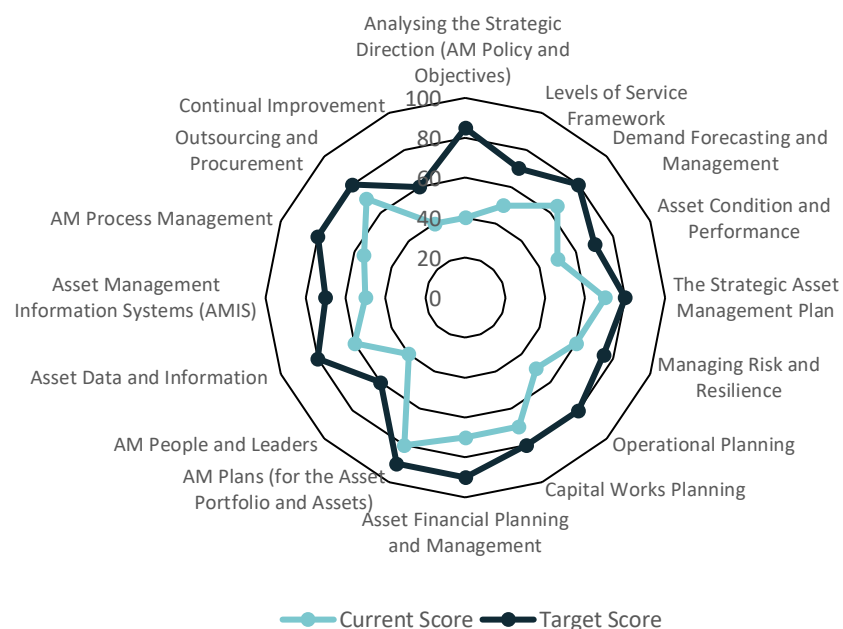 Analysing the Strategic
Direction (AM Policy and
Objectives)
Levels of Service
Framework
Demand Forecasting and
Management
Asset Condition and
Performance
The Strategic Asset
Management Plan
Managing Risk and
Resilience
Operational Planning
Capital Works Planning
Asset Financial Planning
and Management
AM Plans (for the Asset
Portfolio and Assets)
AM People and Leaders
Asset Data and Information
Asset Management
Information Systems (AMIS)
AM Process Management
Outsourcing and
Procurement
Continual Improvement
100
80
60
40
20
0
Current Score
Target Score